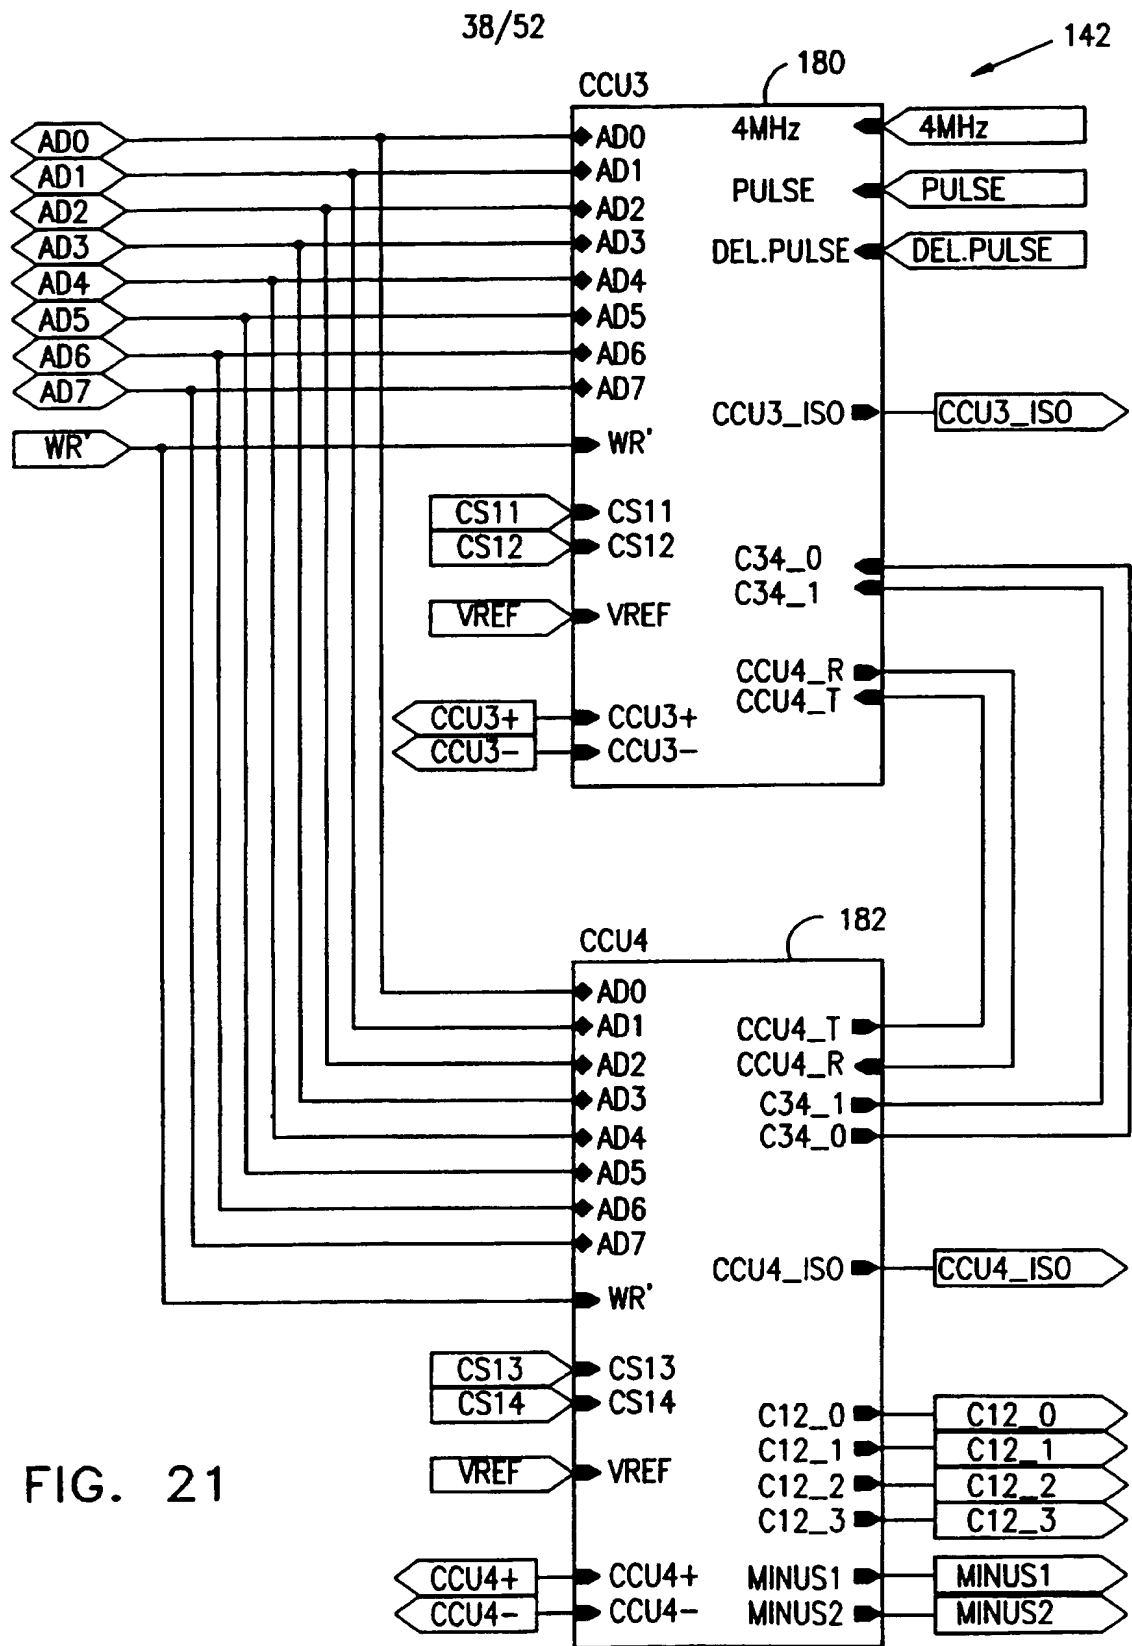 38/52
142
180
CCU3
AD0 AD0 4MHz 4MHz
AD1 AD1
AD2 AD2 PULSE PULSE
AD3 AD3 DEL.PULSE DEL.PULSE
AD4 AD4
AD5 AD5
AD6 AD6
AD7 AD7
CCU3_ISO CCU3_ISO
WR' WR'
CS11 CS11
CS12 CS12
C34_0
C34_1
VREF VREF
CCU4_R
CCU4_T
CCU3+ CCU3+
CCU3- CCU3-
182
CCU4
AD0
AD1 CCU4_T
AD2 CCU4_R
AD3 C34_1
AD4 C34_0
AD5
AD6
AD7
CCU4_ISO CCU4_ISO
WR'
CS13 CS13
CS14 CS14
C12_0 C12_0
C12_1 C12_1
VREF VREF
C12_2 C12_2
C12_3 C12_3
FIG. 21
CCU4+ CCU4+ MINUS1 MINUS1
CCU4- CCU4- MINUS2 MINUS2